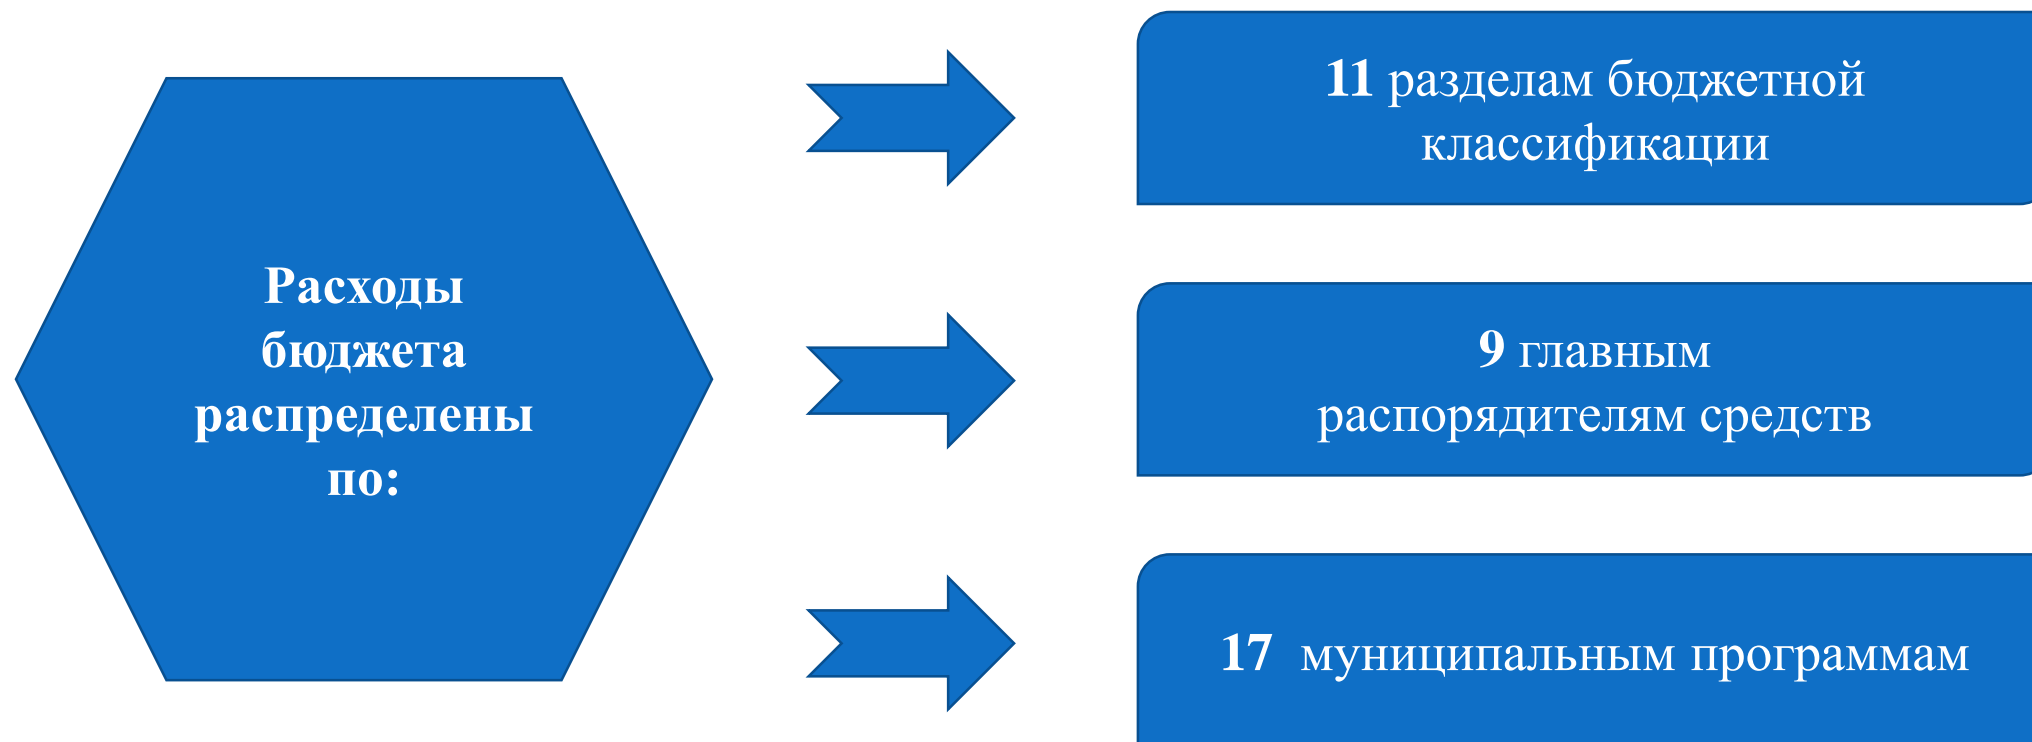 Расходы
бюджета
распределены
по:
11 разделам бюджетной
классификации
9 главным
распорядителям средств
17 муниципальным программам